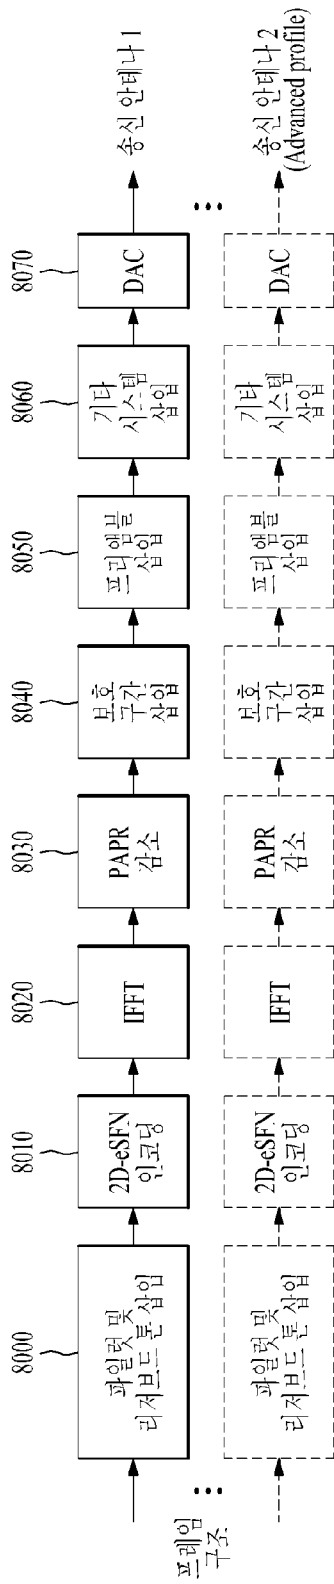 프레임
구조
8000
파일럿 및
리저브드 톤 삽입
8010
2D-eSFN
인코딩
8020
IFFT
8030
PAPR
감소
8040
보호
구간
삽입
8050
프리앰블
삽입
8060
기타
시스템
삽입
8070
DAC
송신 안테나 1
파일럿 및
리저브드 톤 삽입
2D-eSFN
인코딩
IFFT
PAPR
감소
보호
구간
삽입
프리앰블
삽입
기타
시스템
삽입
DAC
송신 안테나 2
(Advanced profile)